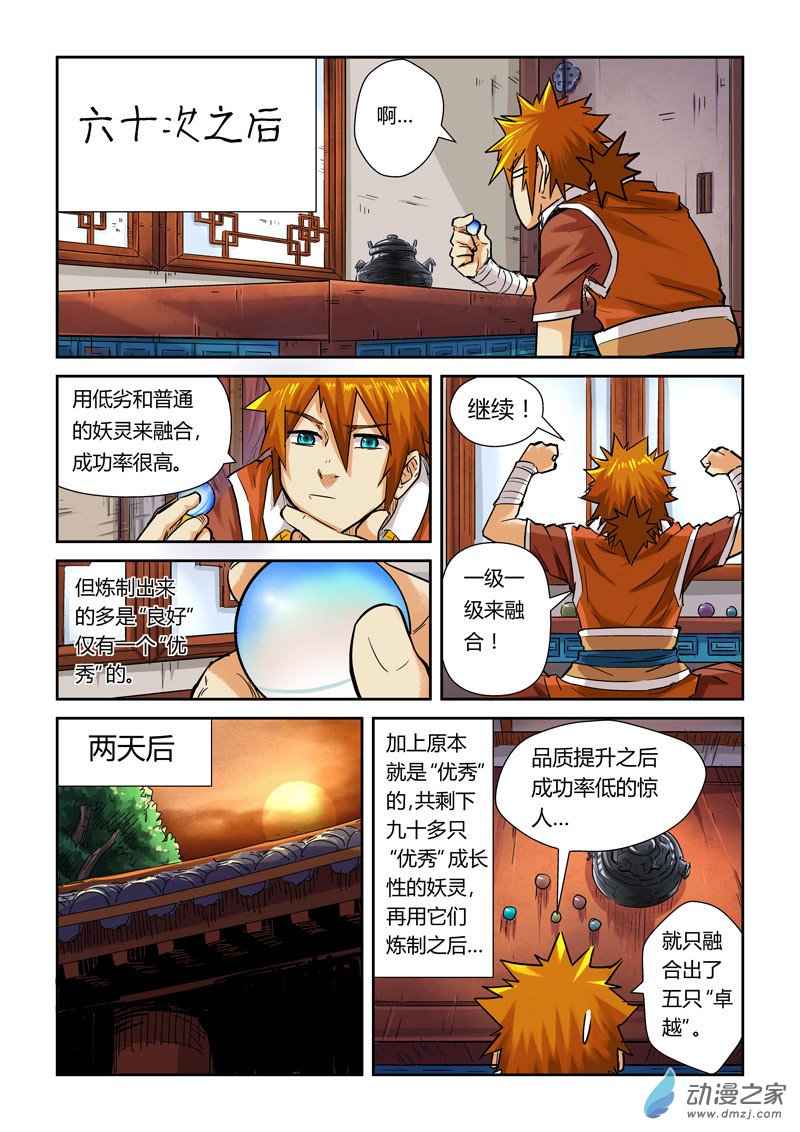 六十次之后
啊…
用低劣和普通
的妖灵来融合，
成功率很高。
但炼制出来
的多是“良好”
仅有一个“优
秀”的。
继续！
一级一
级来融
合！
两天后
加上原本
就是“优秀”
的，共剩下
九十多只
“优秀”成长
性的妖灵，
再用它们
炼制之后…
品质提升之后
成功率低的惊
人…
就只融
合出了
五只“卓
越”。
动漫之家
www.dmzj.com